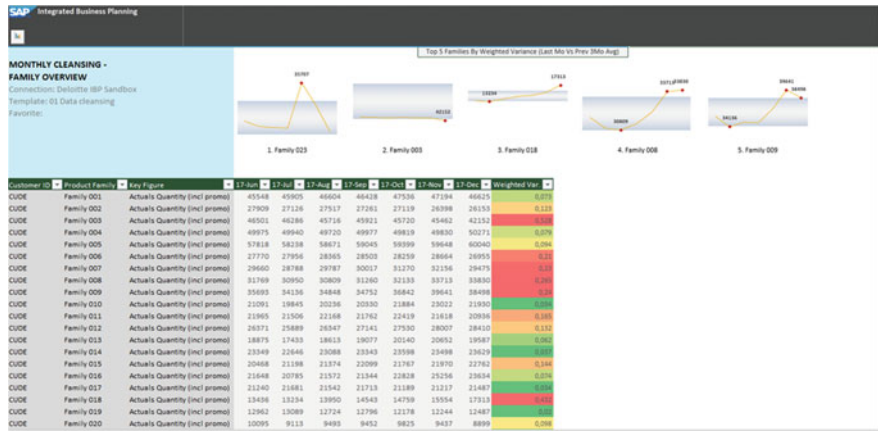 SAP Integrated Business Planning
Top 5 Families By Weighted Variance (Last Mo Vs Prev 3Mo Avg)
MONTHLY CLEANSING -
FAMILY OVERVIEW
Connection: Deloitte IBP Sandbox
Template: 01 Data cleansing
Favorite:
35707
42152
13234
17313
30809
33713 33830
34136
39641
38498
1. Family 023
2. Family 003
3. Family 018
4. Family 008
5. Family 009
Customer ID Product Family Key Figure 17-Jun 17-Jul 17-Aug 17-Sep 17-Oct 17-Nov 17-Dec Weighted Var.
CUDE Family 001 Actuals Quantity (incl promo) 45548 45905 46604 46428 47536 47194 46625 0,073
CUDE Family 002 Actuals Quantity (incl promo) 27909 27126 27517 27261 27119 26398 26153 0,123
CUDE Family 003 Actuals Quantity (incl promo) 46501 46286 45716 45921 45720 45462 42152
CUDE Family 004 Actuals Quantity (incl promo) 49975 49940 49720 49977 49819 49830 50271 0,079
CUDE Family 005 Actuals Quantity (incl promo) 57818 58238 58671 59045 59399 59648 60040 0,094
CUDE Family 006 Actuals Quantity (incl promo) 27770 27956 28365 28503 28259 28664 26955 0,21
CUDE Family 007 Actuals Quantity (incl promo) 29660 28788 29787 30017 31270 32156 29475
CUDE Family 008 Actuals Quantity (incl promo) 31769 30950 30809 31260 32133 33713 33830
CUDE Family 009 Actuals Quantity (incl promo) 35693 34136 34848 34752 36842 39641 38498
CUDE Family 010 Actuals Quantity (incl promo) 21091 19845 20236 20330 21884 23022 21930
CUDE Family 011 Actuals Quantity (incl promo) 21965 21506 22168 21762 22419 21618 20936 0,165
CUDE Family 012 Actuals Quantity (incl promo) 26371 25889 26347 27141 27530 28007 28410 0,132
CUDE Family 013 Actuals Quantity (incl promo) 18875 17433 18613 19077 20140 20652 19587 0,062
CUDE Family 014 Actuals Quantity (incl promo) 23349 22646 23088 23343 23598 23498 23629
CUDE Family 015 Actuals Quantity (incl promo) 20468 21198 21374 22099 21767 21970 22762 0,144
CUDE Family 016 Actuals Quantity (incl promo) 21648 20785 21572 21344 22828 25256 23634 0,074
CUDE Family 017 Actuals Quantity (incl promo) 21240 21681 21542 21713 21189 21217 21487
CUDE Family 018 Actuals Quantity (incl promo) 13436 13234 13950 14543 14759 15554 17313
CUDE Family 019 Actuals Quantity (incl promo) 12962 13089 12724 12796 12178 12244 12487
CUDE Family 020 Actuals Quantity (incl promo) 10095 9113 9493 9452 9825 9437 8899 0,098